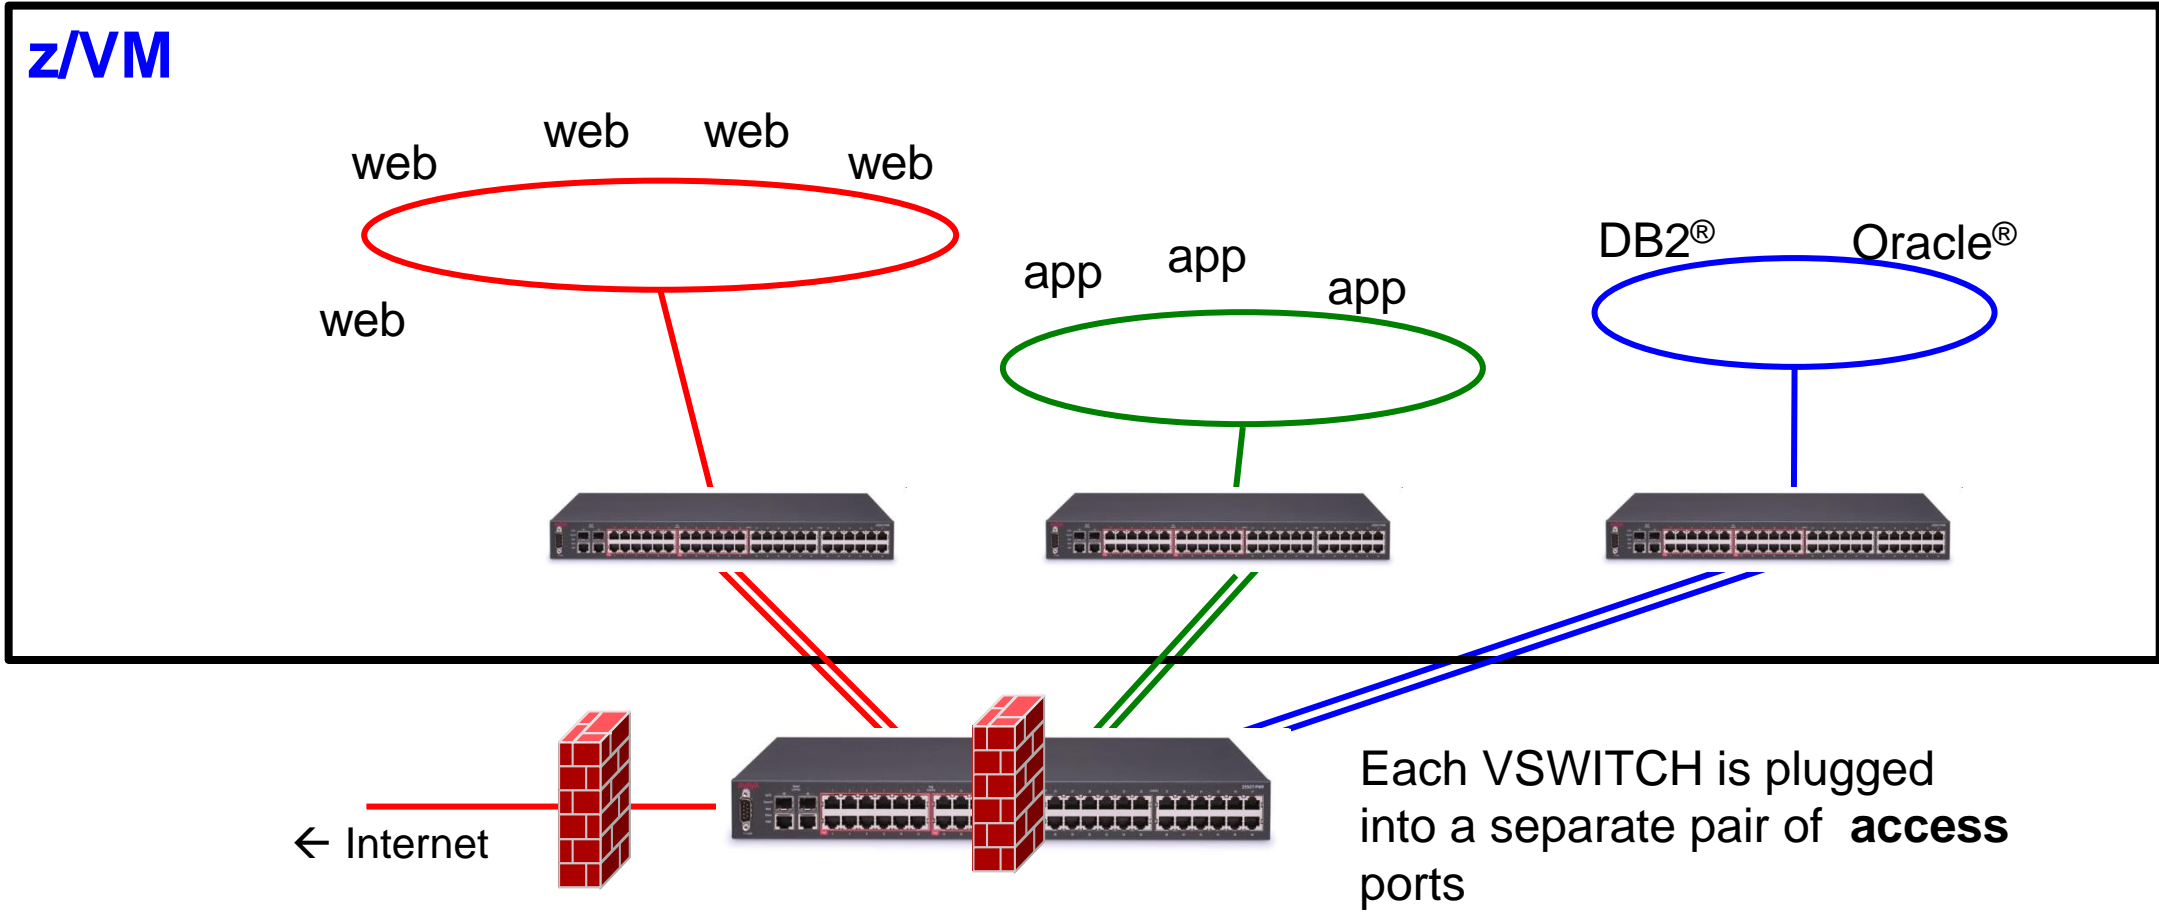 z/VM
web
web
web
web
web
app
app
app
DB2®
Oracle®
← Internet
Each VSWITCH is plugged
into a separate pair of access
ports